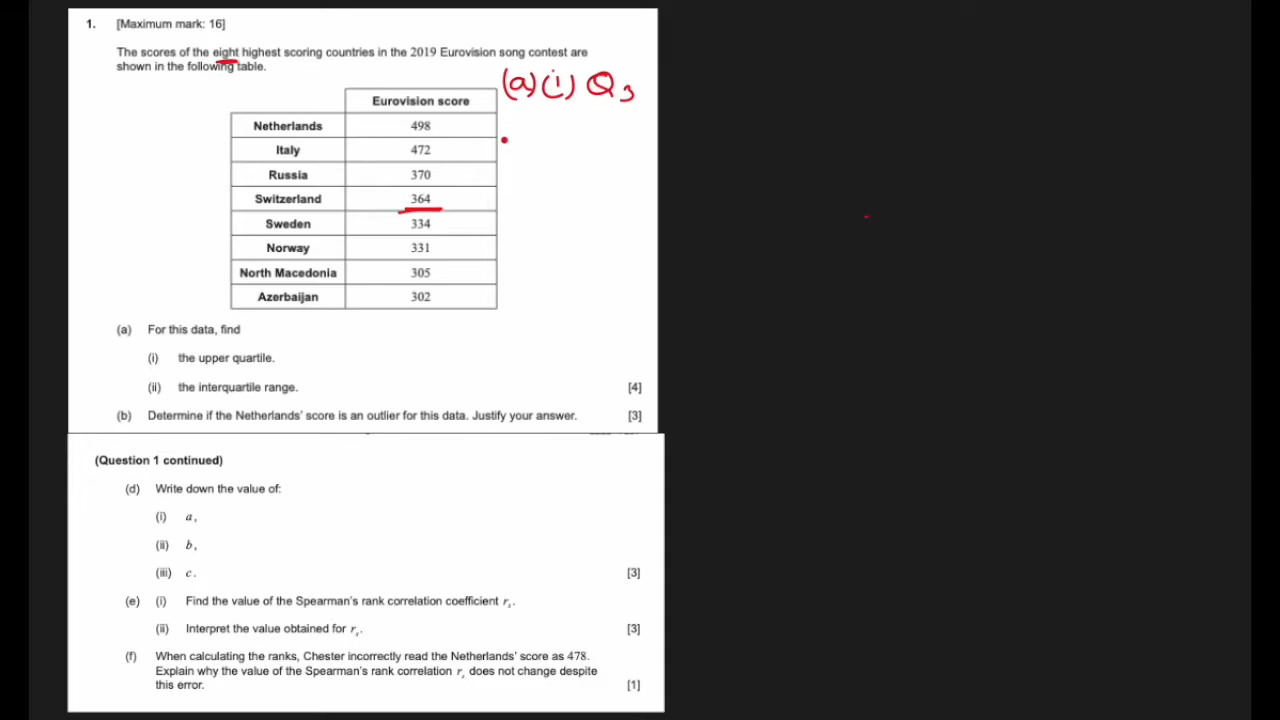 1. [Maximum mark: 16]
The scores of the eight highest scoring countries in the 2019 Eurovision song contest are
shown in the following table.
(a) (i) Q3
Eurovision score
Netherlands 498
Italy 472
Russia 370
Switzerland 364
Sweden 334
Norway 331
North Macedonia 305
Azerbaijan 302
(a) For this data, find
(i) the upper quartile.
(ii) the interquartile range. [4]
(b) Determine if the Netherlands' score is an outlier for this data. Justify your answer. [3]
(Question 1 continued)
(d) Write down the value of:
(i) a,
(ii) b,
(iii) c. [3]
(e) (i) Find the value of the Spearman's rank correlation coefficient rs.
(ii) Interpret the value obtained for rs. [3]
(f) When calculating the ranks, Chester incorrectly read the Netherlands' score as 478.
Explain why the value of the Spearman's rank correlation rs does not change despite
this error. [1]